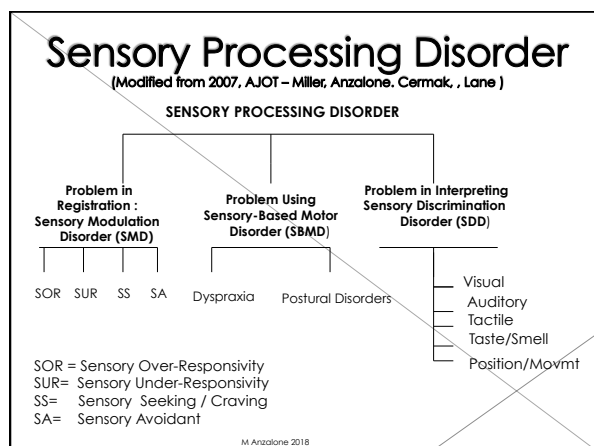 Sensory Processing Disorder
(Modified from 2007, AJOT – Miller, Anzalone. Cermak, , Lane )
SENSORY PROCESSING DISORDER
Problem in
Registration :
Sensory Modulation
Disorder (SMD)
Problem Using
Sensory-Based Motor
Disorder (SBMD)
Problem in Interpreting
Sensory Discrimination
Disorder (SDD)
SOR SUR SS SA
Dyspraxia Postural Disorders
Visual
Auditory
Tactile
Taste/Smell
Position/Movmt
SOR = Sensory Over-Responsivity
SUR= Sensory Under-Responsivity
SS= Sensory Seeking / Craving
SA= Sensory Avoidant
M Anzalone 2018